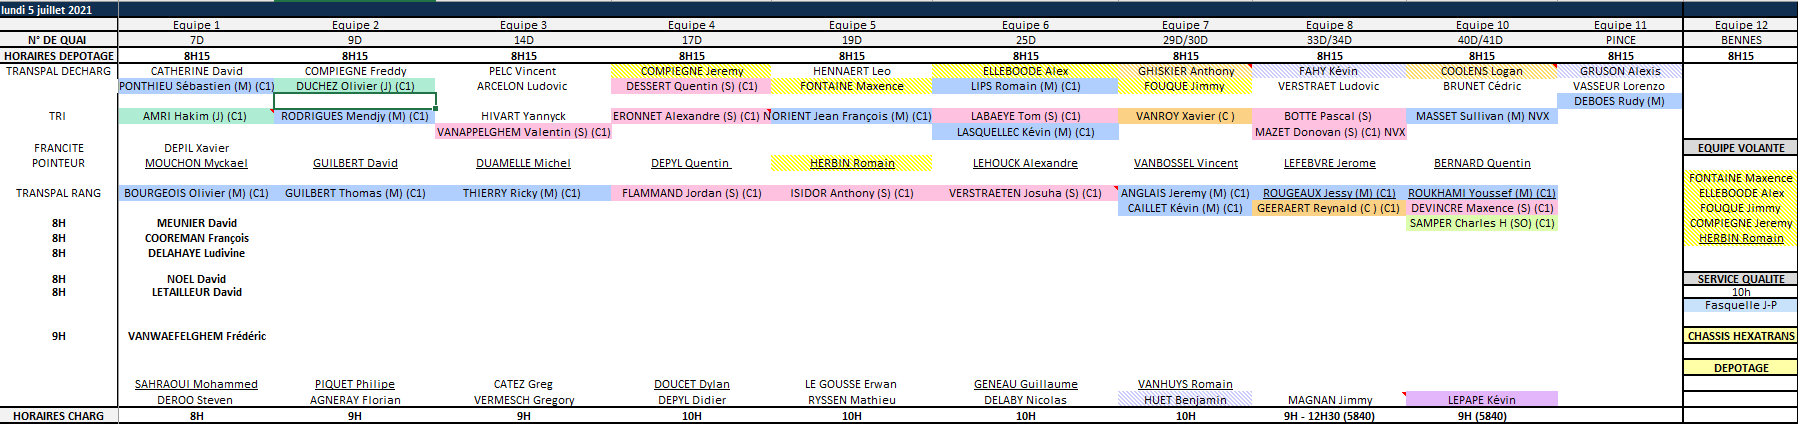 lundi 5 juillet 2021
Equipe 1 Equipe 2 Equipe 3 Equipe 4 Equipe 5 Equipe 6 Equipe 7 Equipe 8 Equipe 10 Equipe 11 Equipe 12
N° DE QUAI 7D 9D 14D 17D 19D 25D 29D/30D 33D/34D 40D/41D PINCE BENNES
HORAIRES DEPOTAGE 8H15 8H15 8H15 8H15 8H15 8H15 8H15 8H15 8H15 8H15 8H15
TRANSPAL DECHARG CATHERINE David COMPIEGNE Freddy PELC Vincent COMPIEGNE Jeremy HENNAERT Leo ELLEBOODE Alex GHISKIER Anthony FAHY Kévin COOLENS Logan GRUSON Alexis
PONTHIEU Sébastien (M) (C1) DUCHEZ Olivier (J) (C1) ARCELON Ludovic DESSERT Quentin (S) (C1) FONTAINE Maxence LIPS Romain (M) (C1) FOUQUE Jimmy VERSTRAET Ludovic BRUNET Cédric VASSEUR Lorenzo
DEBOES Rudy (M)
TRI AMRI Hakim (J) (C1) RODRIGUES Mendjy (M) (C1) HIVART Yannyck ERONNET Alexandre (S) (C1) N ORIENT Jean François (M) (C1) LABAEYE Tom (S) (C1) VANROY Xavier (C ) BOTTE Pascal (S) MASSET Sullivan (M) NVX
VANAPPELGHEM Valentin (S) (C1) LASQUELLEC Kévin (M) (C1) MAZET Donovan (S) (C1) NVX
FRANCITE DEPIL Xavier EQUIPE VOLANTE
POINTEUR MOUCHON Myckael GUILBERT David DUAMELLE Michel DEPYL Quentin HERBIN Romain LEHOUCK Alexandre VANBOSSEL Vincent LEFEBVRE Jerome BERNARD Quentin
FONTAINE Maxence
TRANSPAL RANG BOURGEOIS Olivier (M) (C1) GUILBERT Thomas (M) (C1) THIERRY Ricky (M) (C1) FLAMMAND Jordan (S) (C1) ISIDOR Anthony (S) (C1) VERSTRAETEN Josuha (S) (C1) ANGLAIS Jeremy (M) (C1) ROUGEAUX Jessy (M) (C1) ROUKHAMI Youssef (M) (C1) ELLEBOODE Alex
CAILLET Kévin (M) (C1) GEERAERT Reynald (C ) (C1) DEVINCRE Maxence (S) (C1) FOUQUE Jimmy
8H MEUNIER David SAMPER Charles H (SO) (C1) COMPIEGNE Jeremy
8H COOREMAN François HERBIN Romain
8H DELAHAYE Ludivine
8H NOEL David SERVICE QUALITE
8H LETAILLEUR David 10h
Fasquelle J-P
9H VANWAEFELGHEM Frédéric CHASSIS HEXATRANS
DEPOTAGE
SAHRAOUI Mohammed PIQUET Philipe CATEZ Greg DOUCET Dylan LE GOUSSE Erwan GENEAU Guillaume VANHUYS Romain
DEROO Steven AGNERAY Florian VERMESCH Gregory DEPYL Didier RYSSEN Mathieu DELABY Nicolas HUET Benjamin MAGNAN Jimmy LEPAPE Kévin
HORAIRES CHARG 8H 9H 9H 10H 10H 10H 10H 9H - 12H30 (5840) 9H (5840)